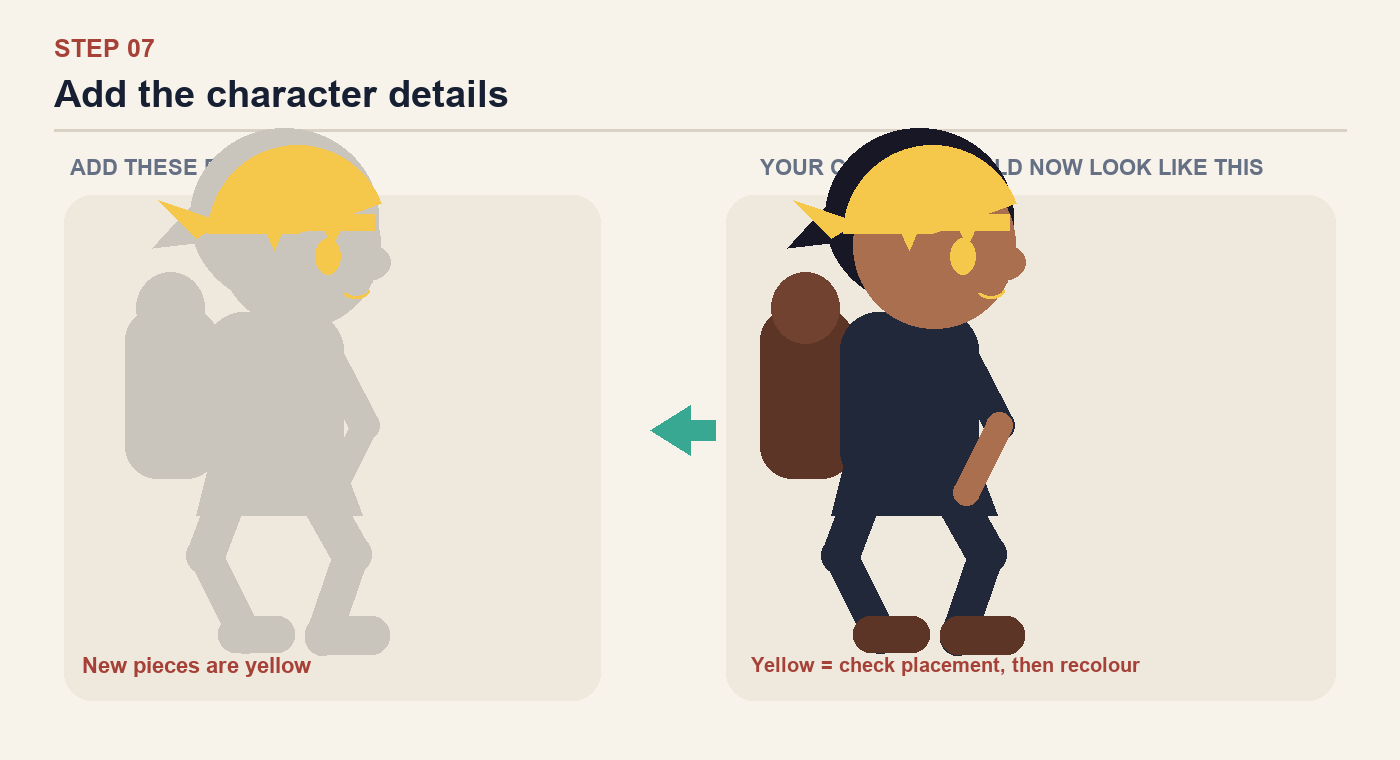 STEP 07
Add the character details
ADD THESE
YOUR NOW LOOK LIKE THIS
New pieces are yellow
Yellow = check placement, then recolour